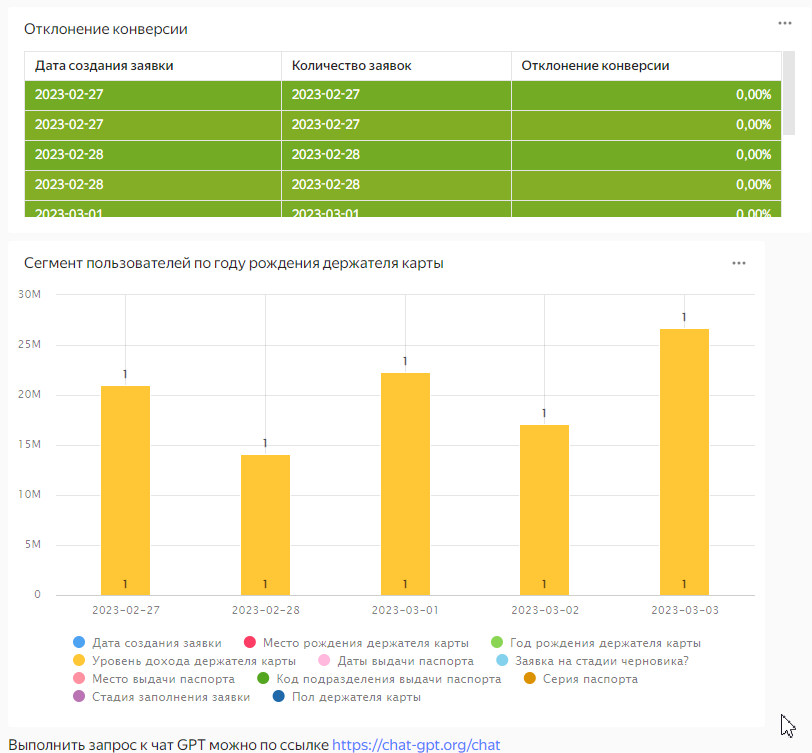 Отклонение конверсии
Дата создания заявки Количество заявок Отклонение конверсии
2023-02-27 2023-02-27 0,00%
2023-02-27 2023-02-27 0,00%
2023-02-28 2023-02-28 0,00%
2023-02-28 2023-02-28 0,00%
2023-03-01 2023-03-01 0,00%
Сегмент пользователей по году рождения держателя карты
30M
25M
20M
15M
10M
5M
0
1 1 1 1 1
1 1 1 1 1
2023-02-27 2023-02-28 2023-03-01 2023-03-02 2023-03-03
Дата создания заявки Место рождения держателя карты Год рождения держателя карты
Уровень дохода держателя карты Даты выдачи паспорта Заявка на стадии черновика?
Место выдачи паспорта Код подразделения выдачи паспорта Серия паспорта
Стадия заполнения заявки Пол держателя карты
Выполнить запрос к чат GPT можно по ссылке https://chat-gpt.org/chat